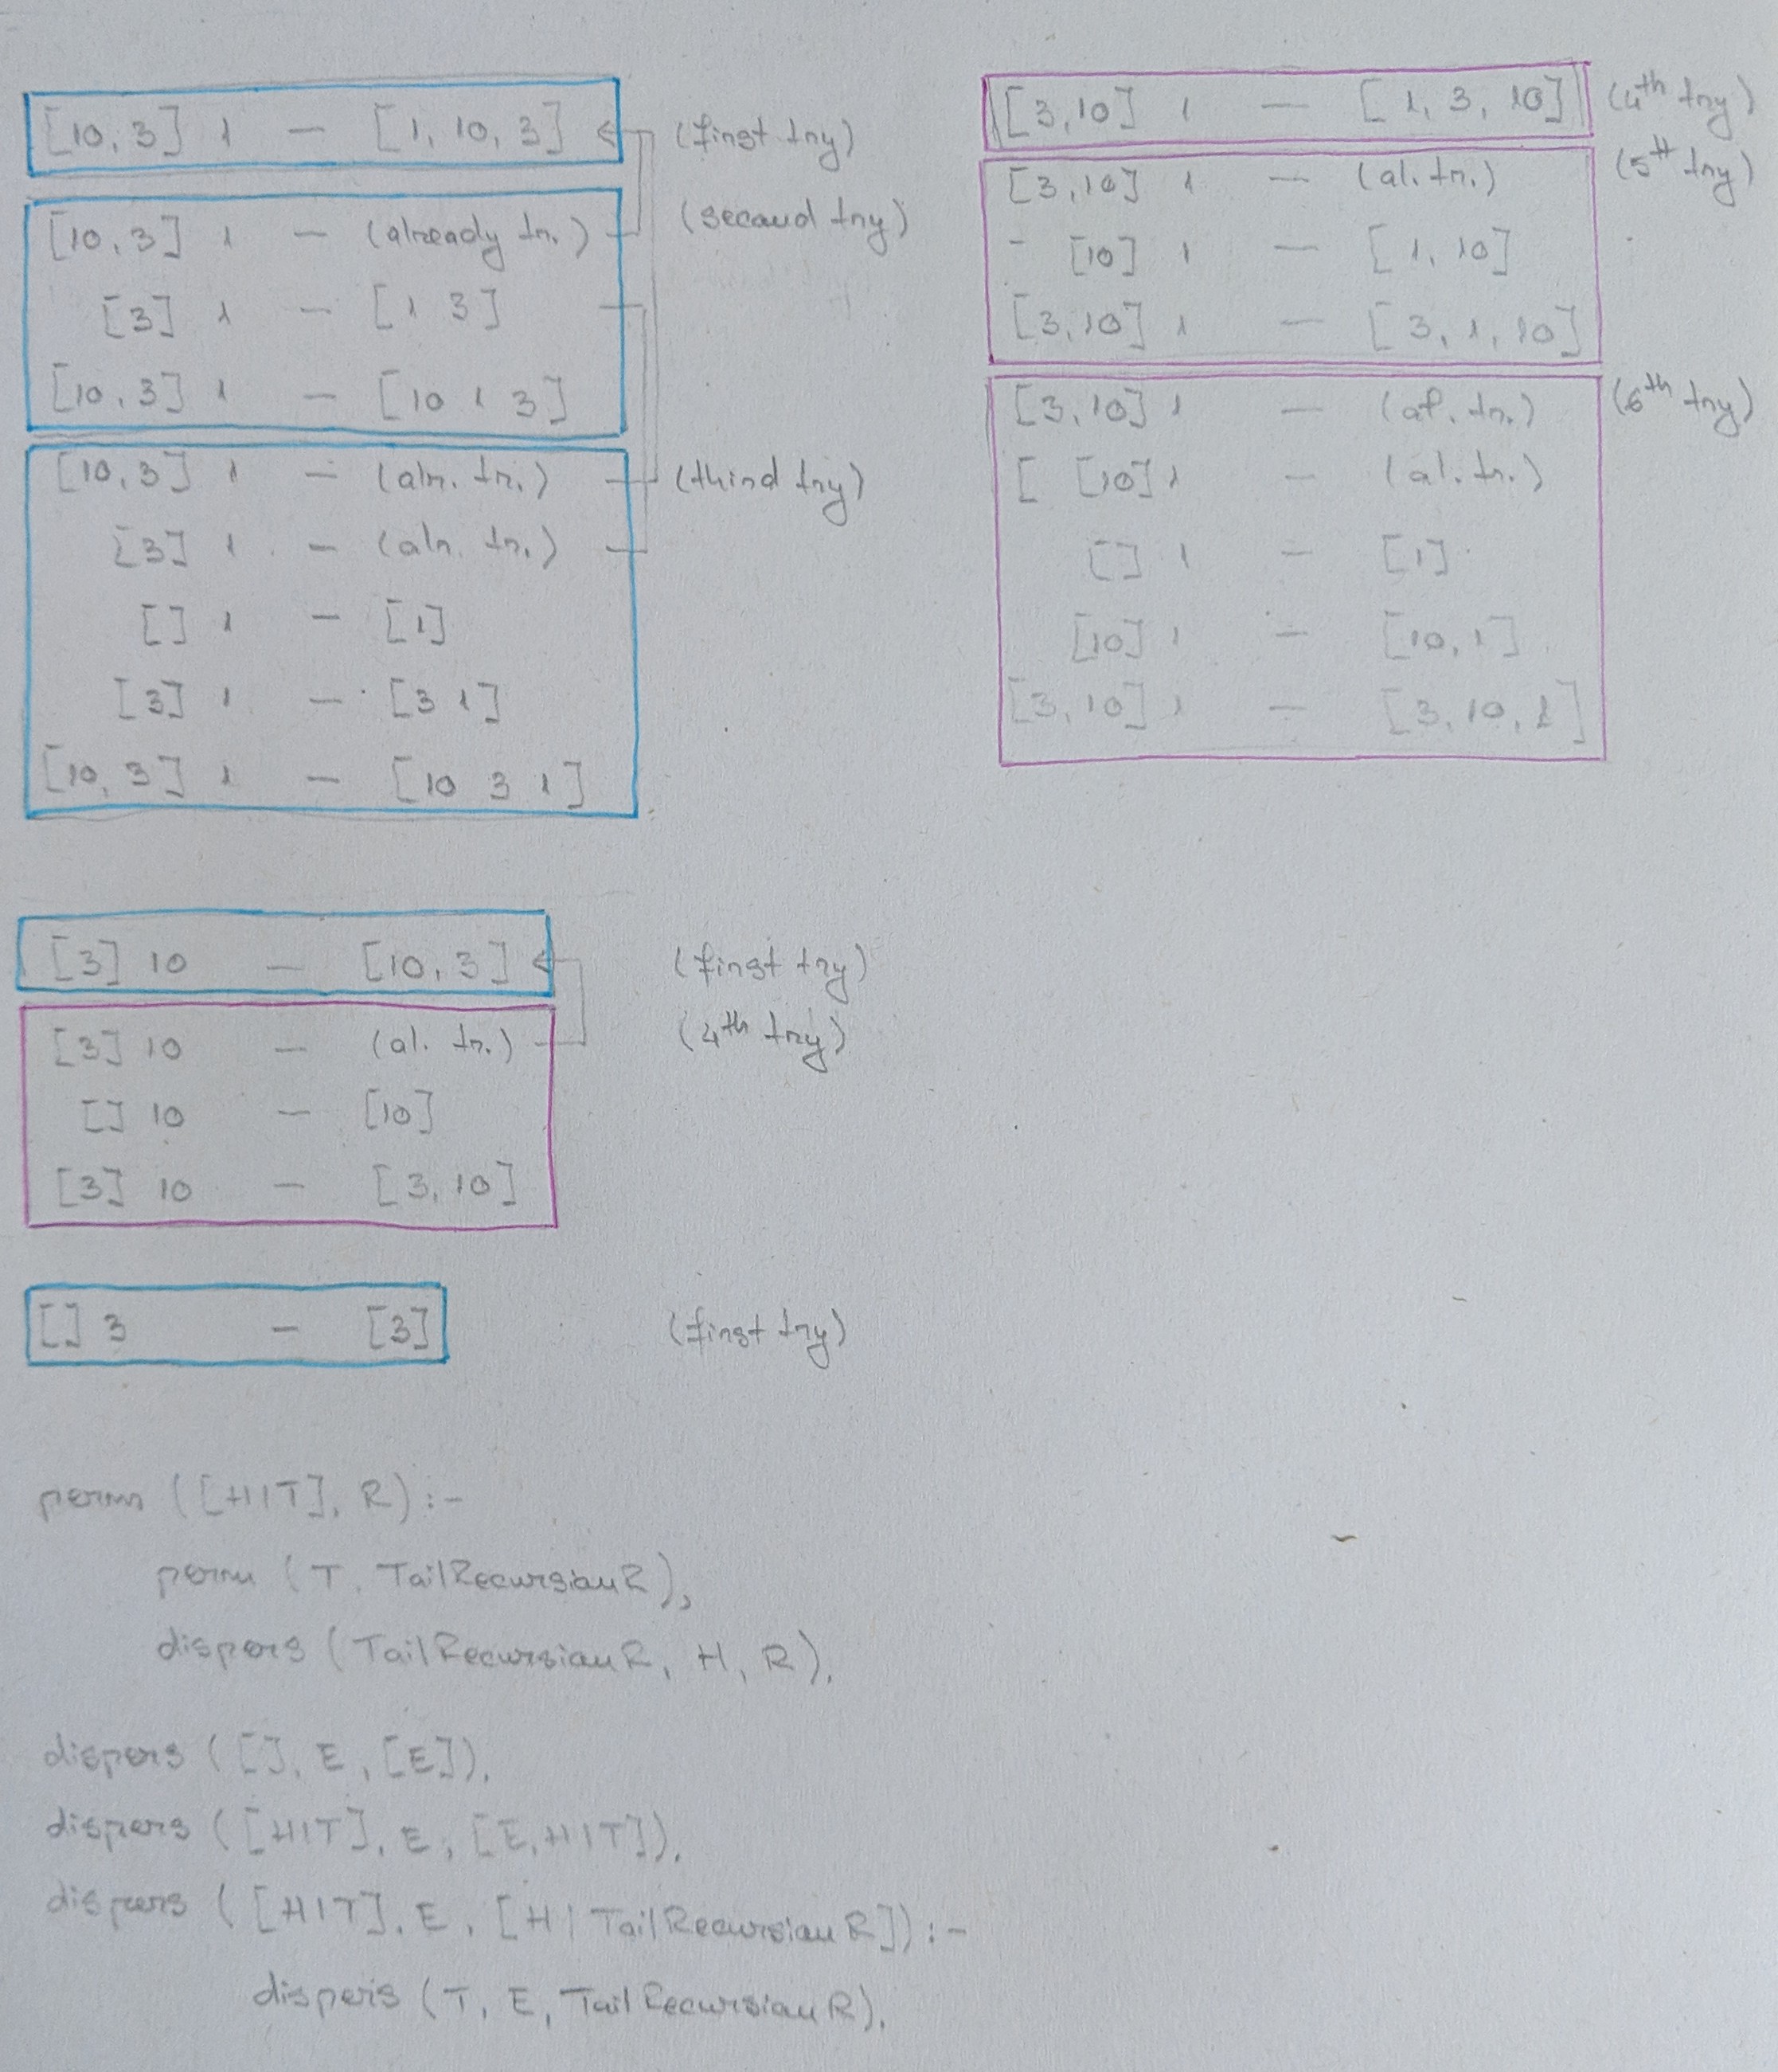 [10, 3] 1 — [1, 10, 3] (first try)
[10, 3] 1 — (already tr.) (secaud try)
[3] 1 — [1 3]
[10, 3] 1 — [10 1 3]
[10, 3] 1 — (alr. tr.) (third try)
[3] 1 — (alr. tr.)
[] 1 — [1]
[3] 1 — [3 1]
[10, 3] 1 — [10 3 1]
[3, 10] 1 — [1, 3, 10] (4th try)
[3, 10] 1 — (al. tr.) (5th try)
[10] 1 — [1, 10]
[3, 10] 1 — [3, 1, 10]
[3, 10] 1 — (al. tr.) (6th try)
[ [10] 1 — (al. tr.)
[] 1 — [1]
[10] 1 — [10, 1]
[3, 10] 1 — [3, 10, 1]
[3] 10 — [10, 3] (first try)
[3] 10 — (al. tr.) (4th try)
[] 10 — [10]
[3] 10 — [3, 10]
[] 3 — [3] (first try)
perm ([H|T], R) :-
perm (T, TailRecursianR),
dispers (TailRecursianR, H, R).
dispers ([], E, [E]).
dispers ([H|T], E, [E,H|T]).
dispers ([H|T], E, [H|TailRecursianR]) :-
dispers (T, E, TailRecursianR).